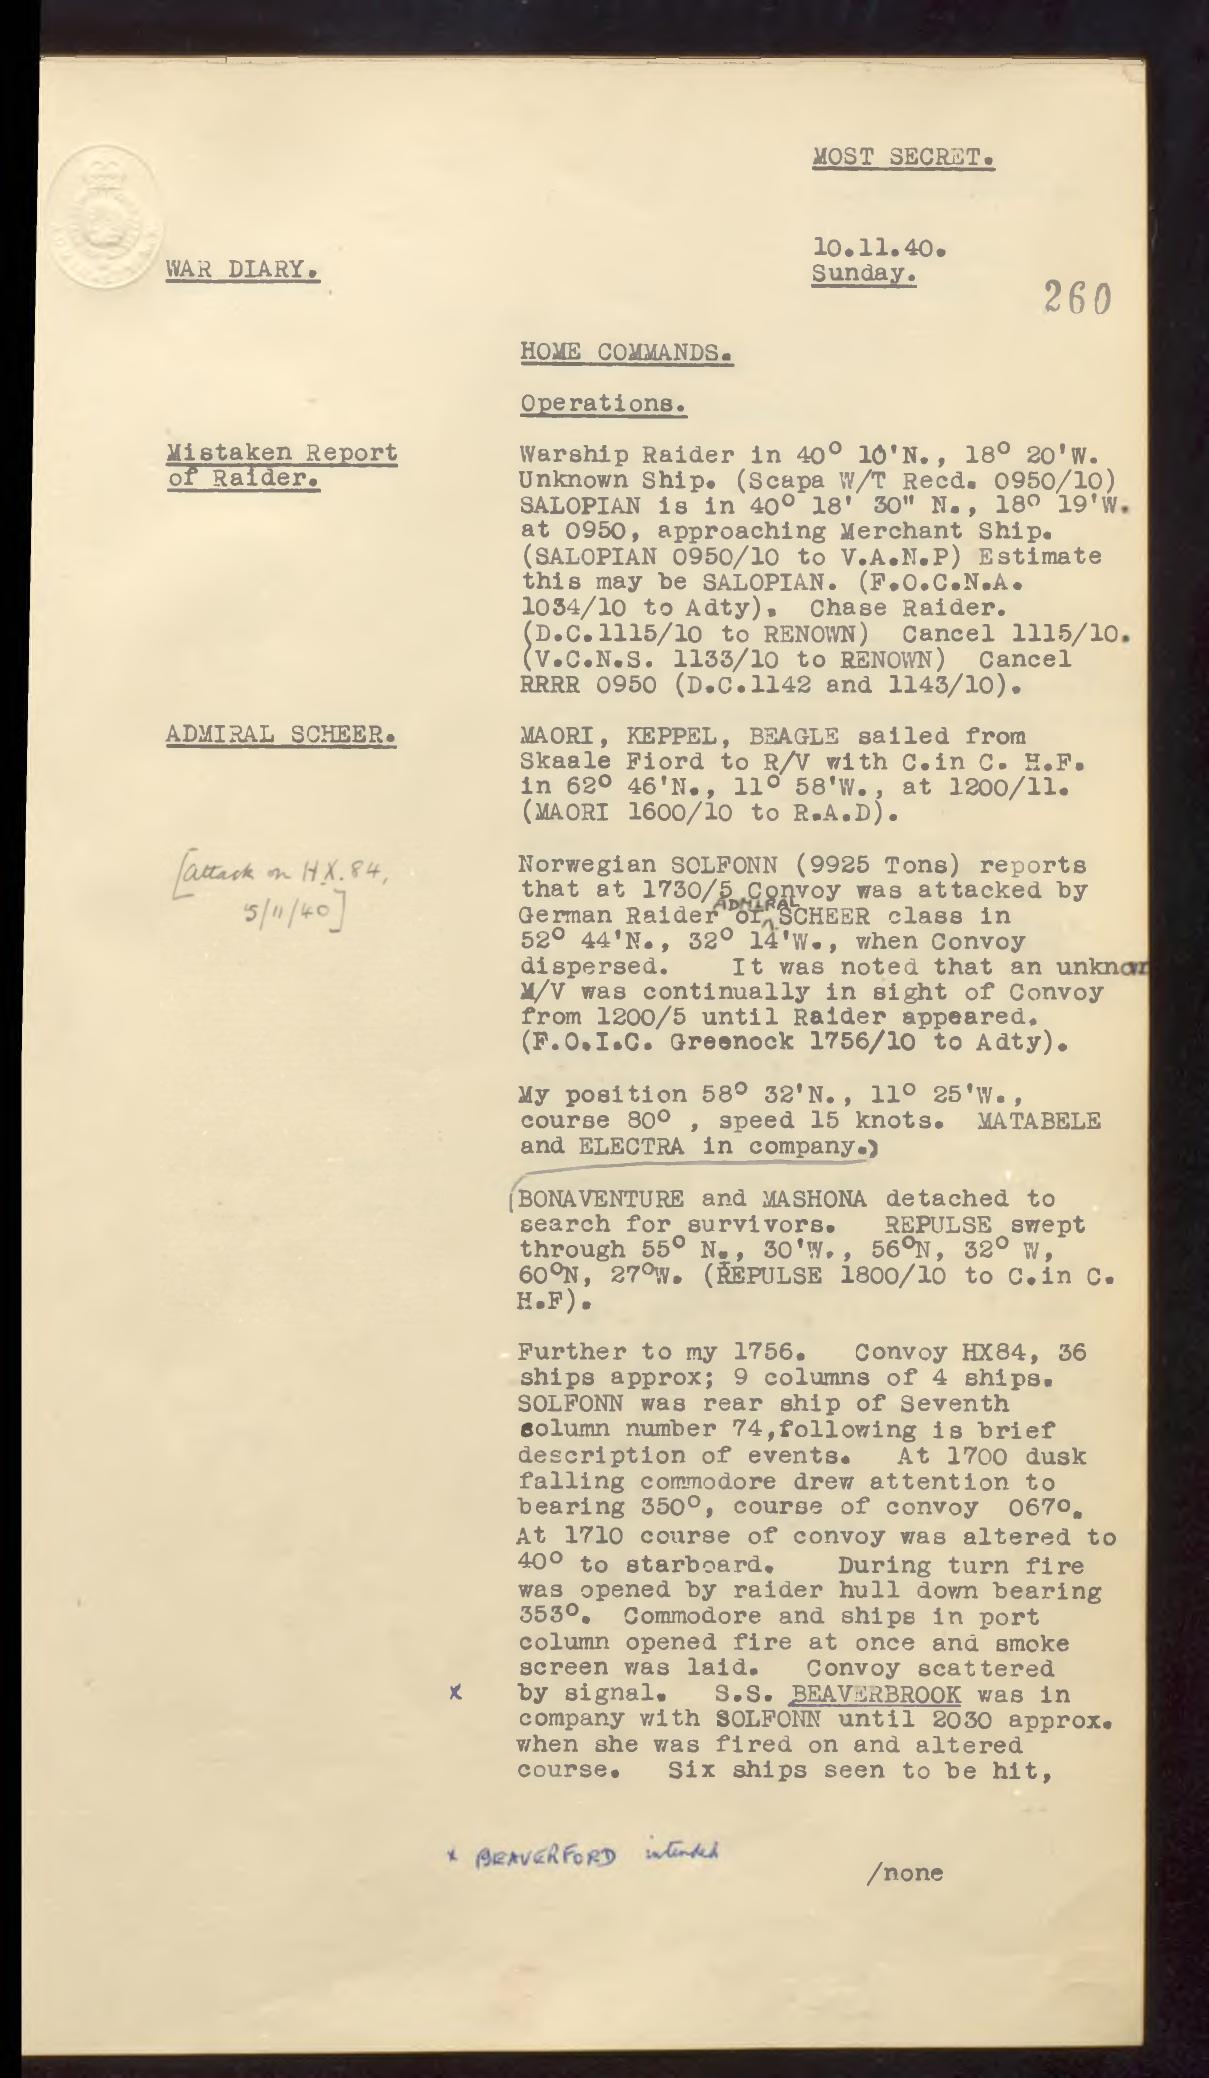 MOST SECRET.
10.11.40.
Sunday.
WAR DIARY.
260
HOME COMMANDS.
Operations.
Mistaken Report
of Raider.
Warship Raider in 40° 10'N., 18° 20'W.
Unknown Ship. (Scapa W/T Recd. 0950/10)
SALOPIAN is in 40° 18' 30" N., 18° 19'W.
at 0950, approaching Merchant Ship.
(SALOPIAN 0950/10 to V.A.N.P) Estimate
this may be SALOPIAN. (F.O.C.N.A.
1034/10 to Adty). Chase Raider.
(D.C.1115/10 to RENOWN) Cancel 1115/10.
(V.C.N.S. 1133/10 to RENOWN) Cancel
RRRR 0950 (D.C.1142 and 1143/10).
ADMIRAL SCHEER.
MAORI, KEPPEL, BEAGLE sailed from
Skaale Fiord to R/V with C.in C. H.F.
in 62° 46'N., 11° 58'W., at 1200/11.
(MAORI 1600/10 to R.A.D).
[attack on HX.84,
5/11/40]
Norwegian SOLFONN (9925 Tons) reports
that at 1730/5 Convoy was attacked by
German Raider of ADMIRAL SCHEER class in
52° 44'N., 32° 14'W., when Convoy
dispersed. It was noted that an unknow
M/V was continually in sight of Convoy
from 1200/5 until Raider appeared.
(F.O.I.C. Greenock 1756/10 to Adty).
My position 58° 32'N., 11° 25'W.,
course 80° , speed 15 knots. MATABELE
and ELECTRA in company.)
(BONAVENTURE and MASHONA detached to
search for survivors. REPULSE swept
through 55° N., 30'W., 56°N, 32° W,
60°N, 27°W. (REPULSE 1800/10 to C.in C.
H.F).
Further to my 1756. Convoy HX84, 36
ships approx; 9 columns of 4 ships.
SOLFONN was rear ship of Seventh
column number 74,following is brief
description of events. At 1700 dusk
falling commodore drew attention to
bearing 350°, course of convoy 067°.
At 1710 course of convoy was altered to
40° to starboard. During turn fire
was opened by raider hull down bearing
353°. Commodore and ships in port
column opened fire at once and smoke
screen was laid. Convoy scattered
x by signal. S.S. BEAVERBROOK was in
company with SOLFONN until 2030 approx.
when she was fired on and altered
course. Six ships seen to be hit,
x BEAVERFORD intended
/none